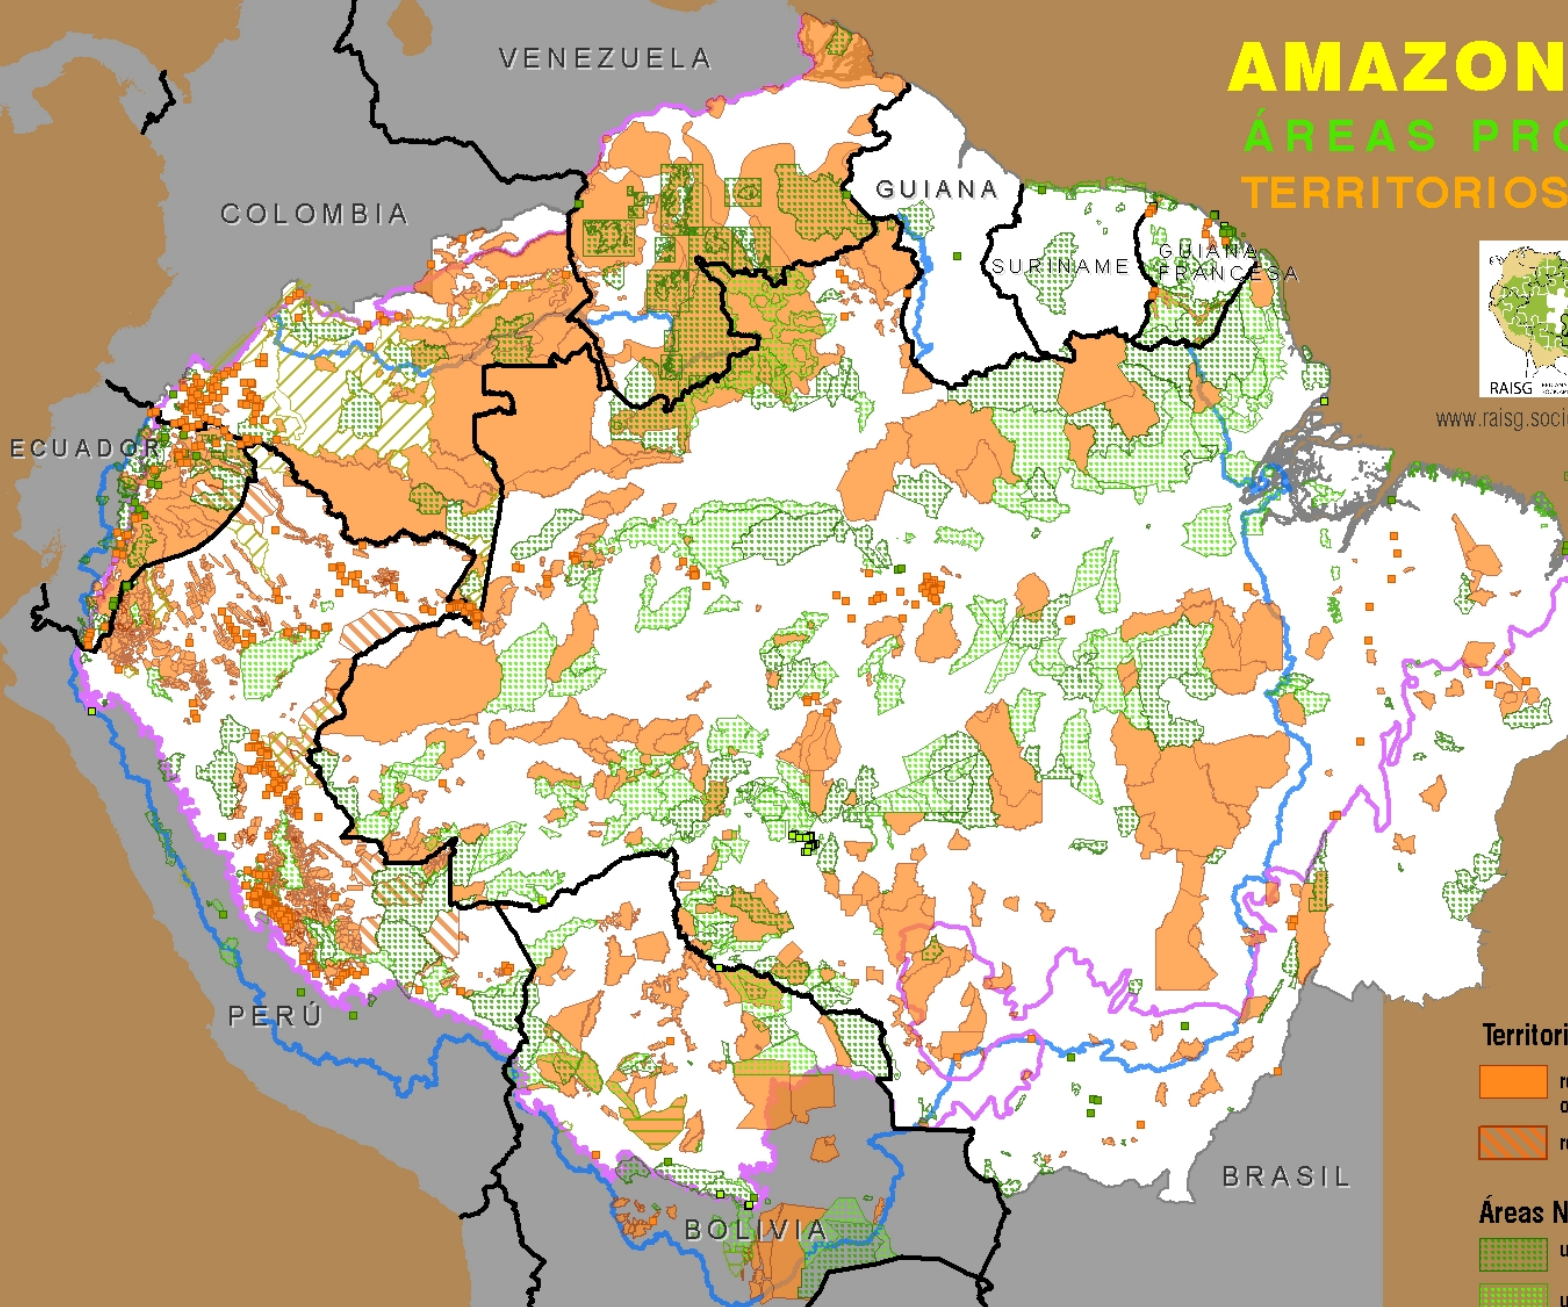 VENEZUELA
AMAZON
ÁREAS PRO
TERRITORIOS
COLOMBIA
GUIANA
SURINAME
GUIANA
FRANCESA
RAISG
www.raisg.soci
ECUADOR
PERÚ
Territori
r
o
r
BRASIL
Áreas N
BOLIVIA
u
u